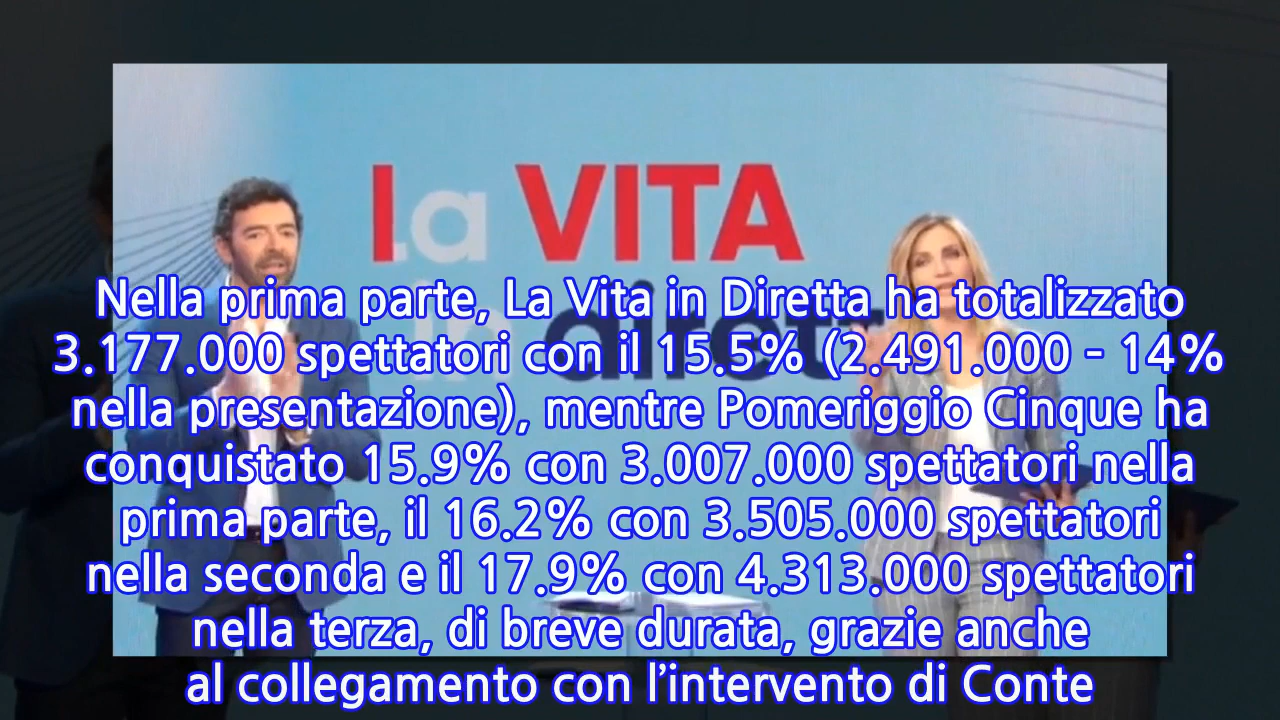 La VITA
in diretta
Nella prima parte, La Vita in Diretta ha totalizzato
3.177.000 spettatori con il 15.5% (2.491.000 - 14%
nella presentazione), mentre Pomeriggio Cinque ha
conquistato 15.9% con 3.007.000 spettatori nella
prima parte, il 16.2% con 3.505.000 spettatori
nella seconda e il 17.9% con 4.313.000 spettatori
nella terza, di breve durata, grazie anche
al collegamento con l’intervento di Conte